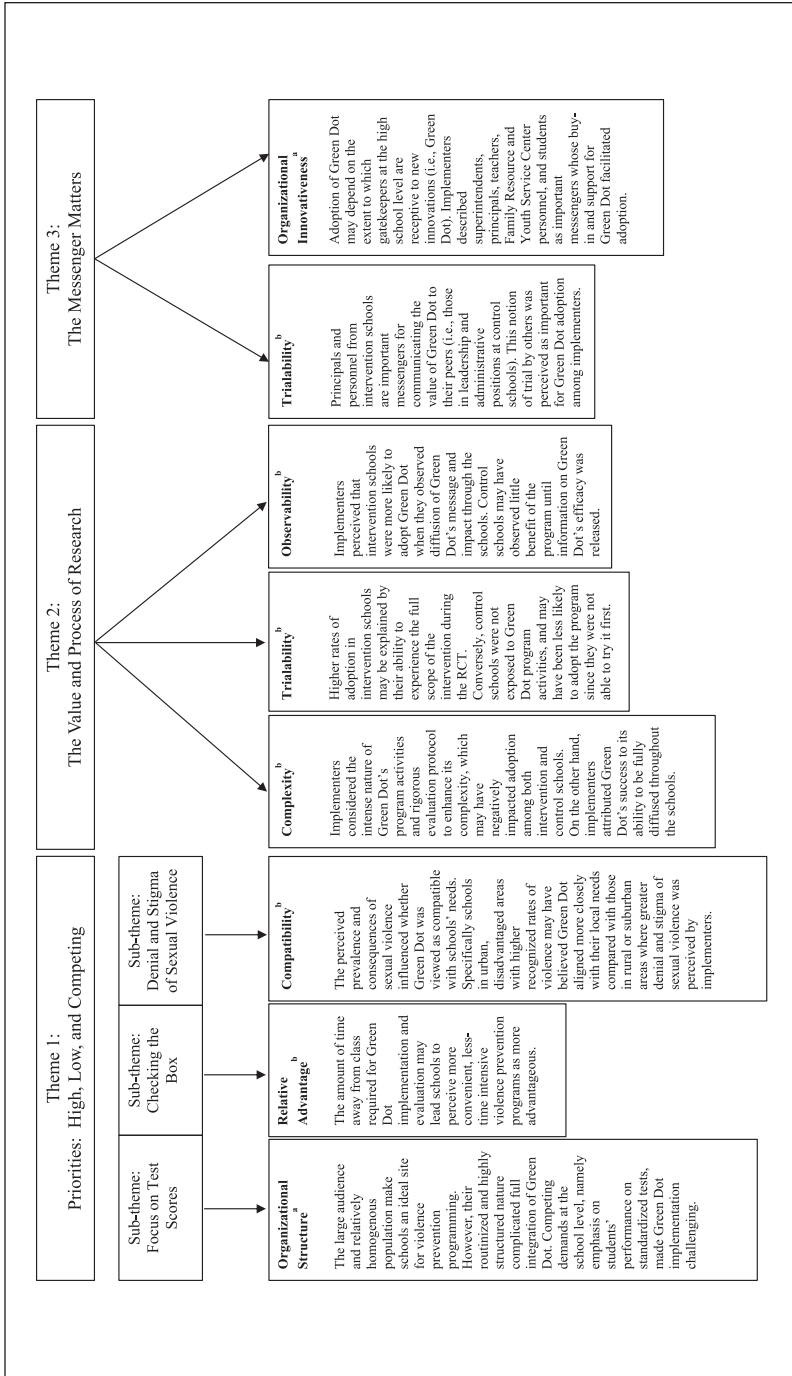 Theme 1:
Priorities: High, Low, and Competing
Sub-theme:
Focus on Test
Scores
Sub-theme:
Checking the
Box
Sub-theme:
Denial and Stigma
of Sexual Violence
Organizational
Structure a
The large audience
and relatively
homogenous
population make
schools an ideal site
for violence
prevention
programming.
However, their
routinized and highly
structured nature
complicated full
integration of Green
Dot. Competing
demands at the
school level, namely
emphasis on
students'
performance on
standardized tests,
made Green Dot
implementation
challenging.
Relative
Advantage b
The amount of time
away from class
required for Green
Dot
implementation and
evaluation may
lead schools to
perceive more
convenient, less-
time intensive
violence prevention
programs as more
advantageous.
Compatibility b
The perceived
prevalence and
consequences of
sexual violence
influenced whether
Green Dot was
viewed as compatible
with schools' needs.
Specifically schools
in urban,
disadvantaged areas
with higher
recognized rates of
violence may have
believed Green Dot
aligned more closely
with their local needs
compared with those
in rural or suburban
areas where greater
denial and stigma of
sexual violence was
perceived by
implementers.
Theme 2:
The Value and Process of Research
Complexity b
Implementers
considered the
intense nature of
Green Dot's
program activities
and rigorous
evaluation protocol
to enhance its
complexity, which
may have
negatively
impacted adoption
among both
intervention and
control schools.
On the other hand,
implementers
attributed Green
Dot's success to its
ability to be fully
diffused throughout
the schools.
Trialability b
Higher rates of
adoption in
intervention schools
may be explained by
their ability to
experience the full
scope of the
intervention during
the RCT.
Conversely, control
schools were not
exposed to Green
Dot program
activities, and may
have been less likely
to adopt the program
since they were not
able to try it first.
Observability b
Implementers
perceived that
intervention schools
were more likely to
adopt Green Dot
when they observed
diffusion of Green
Dot's message and
impact through the
schools. Control
schools may have
observed little
benefit of the
program until
information on Green
Dot's efficacy was
released.
Theme 3:
The Messenger Matters
Trialability b
Principals and
personnel from
intervention schools
are important
messengers for
communicating the
value of Green Dot to
their peers (i.e., those
in leadership and
administrative
positions at control
schools). This notion
of trial by others was
perceived as important
for Green Dot adoption
among implementers.
Organizational
Innovativeness a
Adoption of Green Dot
may depend on the
extent to which
gatekeepers at the high
school level are
receptive to new
innovations (i.e., Green
Dot). Implementers
described
superintendents,
principals, teachers,
Family Resource and
Youth Service Center
personnel, and students
as important
messengers whose buy-
in and support for
Green Dot facilitated
adoption.